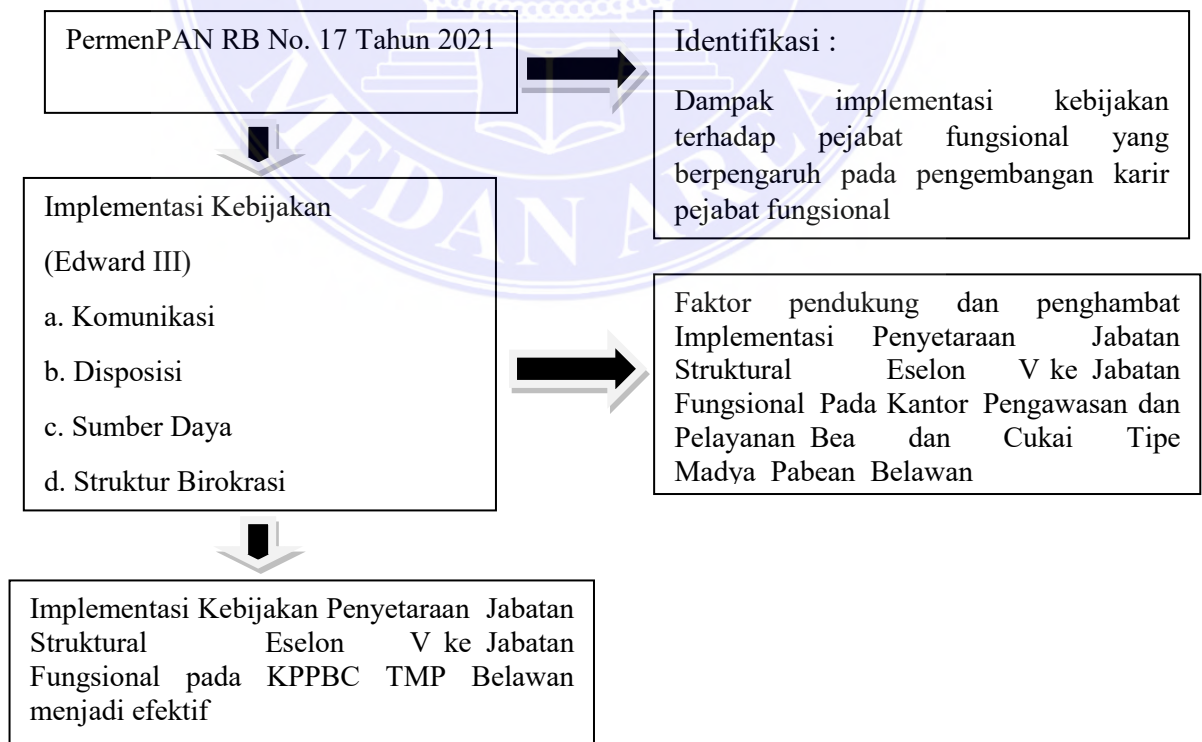 PermenPAN RB No. 17 Tahun 2021
Identifikasi :
Dampak implementasi kebijakan
terhadap pejabat fungsional yang
berpengaruh pada pengembangan karir
pejabat fungsional
Implementasi Kebijakan
(Edward III)
a. Komunikasi
b. Disposisi
c. Sumber Daya
d. Struktur Birokrasi
Faktor pendukung dan penghambat
Implementasi Penyetaraan Jabatan
Struktural Eselon V ke Jabatan
Fungsional Pada Kantor Pengawasan dan
Pelayanan Bea dan Cukai Tipe
Madya Pabean Belawan
Implementasi Kebijakan Penyetaraan Jabatan
Struktural Eselon V ke Jabatan
Fungsional pada KPPBC TMP Belawan
menjadi efektif
MEDAN AREA